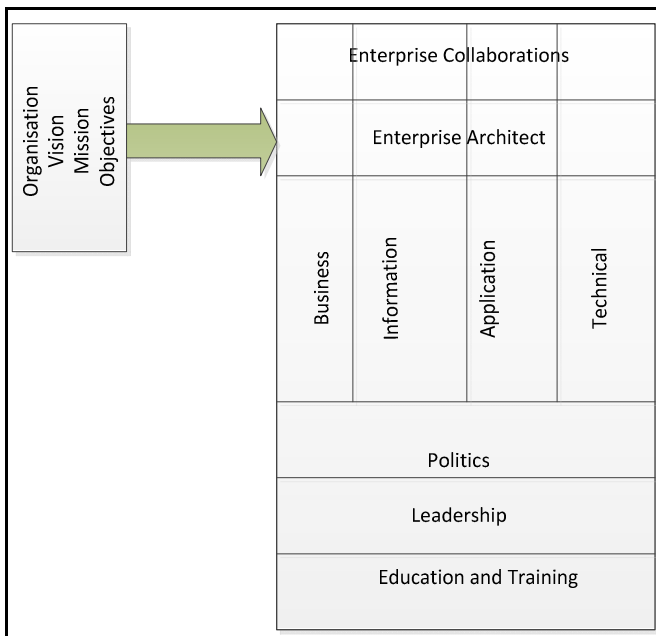 Organisation
Vision
Mission
Objectives
Enterprise Collaborations
Enterprise Architect
Business
Information
Application
Technical
Politics
Leadership
Education and Training